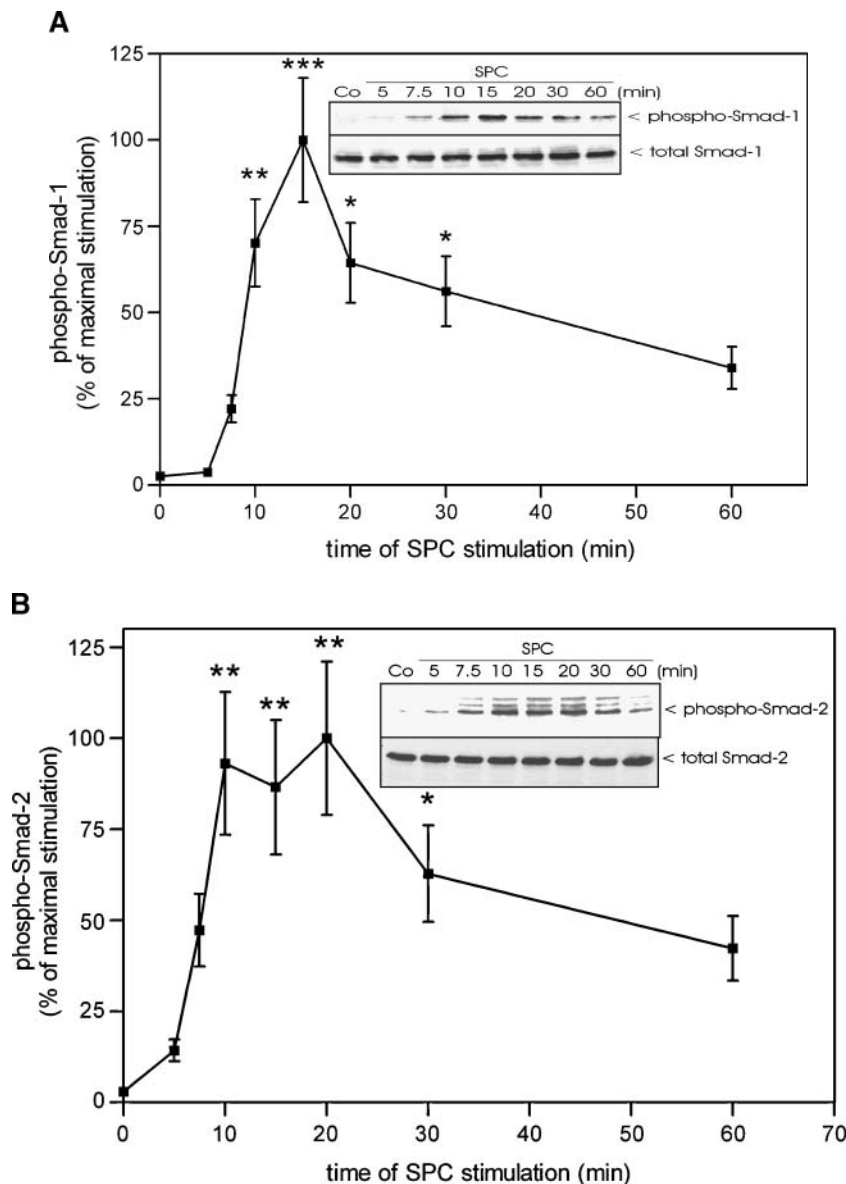 A
phospho-Smad-1
(% of maximal stimulation)
125
100
75
50
25
0
***
**
*
*
SPC
Co 5 7.5 10 15 20 30 60 (min)
< phospho-Smad-1
< total Smad-1
0 10 20 30 40 50 60
time of SPC stimulation (min)
B
phospho-Smad-2
(% of maximal stimulation)
125
100
75
50
25
0
**
**
**
*
SPC
Co 5 7.5 10 15 20 30 60 (min)
< phospho-Smad-2
< total Smad-2
0 10 20 30 40 50 60 70
time of SPC stimulation (min)